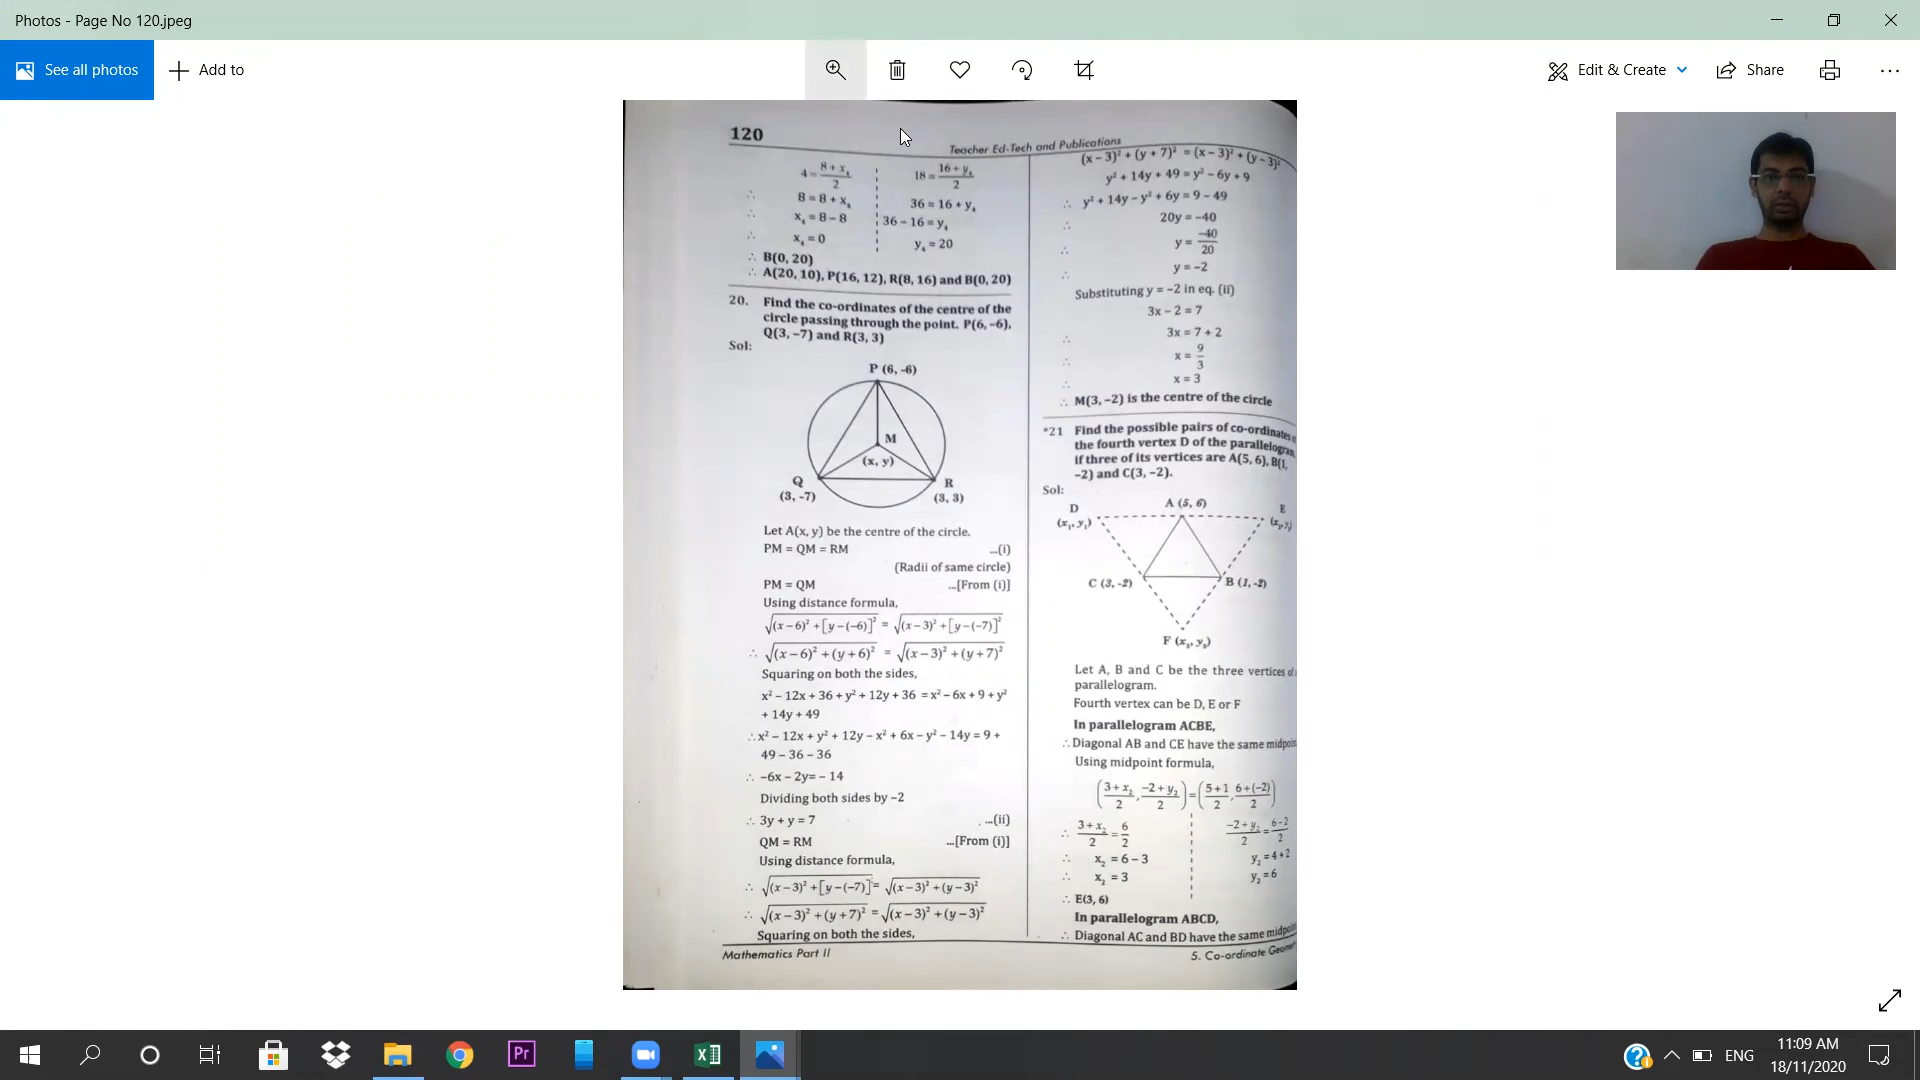 Photos - Page No 120.jpeg
See all photos
Add to
Edit & Create
Share
120
Teacher Ed-Tech and Publications
4 = (8 + x₄)/2
18 = (16 + y₄)/2
∴ 8 = 8 + x₄
36 = 16 + y₄
∴ x₄ = 8 – 8
36 – 16 = y₄
∴ x₄ = 0
y₄ = 20
∴ B(0, 20)
∴ A(20, 10), P(16, 12), R(8, 16) and B(0, 20)
20. Find the co-ordinates of the centre of the
circle passing through the point. P(6, –6),
Q(3, –7) and R(3, 3)
Sol:
P (6, -6)
M
(x, y)
Q
(3, -7)
R
(3, 3)
Let A(x, y) be the centre of the circle.
PM = QM = RM ...(i)
(Radii of same circle)
PM = QM ...[From (i)]
Using distance formula,
√((x – 6)² + [y – (–6)]²) = √((x – 3)² + [y – (–7)]²)
∴ √((x – 6)² + (y + 6)²) = √((x – 3)² + (y + 7)²)
Squaring on both the sides,
x² – 12x + 36 + y² + 12y + 36 = x² – 6x + 9 + y²
+ 14y + 49
∴ x² – 12x + y² + 12y – x² + 6x – y² – 14y = 9 +
49 – 36 – 36
∴ –6x – 2y= – 14
Dividing both sides by –2
∴ 3y + y = 7 ...(ii)
QM = RM ...[From (i)]
Using distance formula,
∴ √((x – 3)² + [y – (–7)]²) = √((x – 3)² + (y – 3)²)
∴ √((x – 3)² + (y + 7)²) = √((x – 3)² + (y – 3)²)
Squaring on both the sides,
Mathematics Part II
(x – 3)² + (y + 7)² = (x – 3)² + (y – 3)²
y² + 14y + 49 = y² – 6y + 9
∴ y² + 14y – y² + 6y = 9 – 49
∴ 20y = –40
∴ y = –40/20
∴ y = –2
Substituting y = –2 in eq. (ii)
3x – 2 = 7
∴ 3x = 7 + 2
∴ x = 9/3
∴ x = 3
∴ M(3, –2) is the centre of the circle
*21 Find the possible pairs of co-ordinates
the fourth vertex D of the parallelogram,
if three of its vertices are A(5, 6), B(1,
–2) and C(3, –2).
Sol:
D
(x₁, y₁)
A (5, 6)
E
(x₂, y₂)
C (3, -2)
B (1, -2)
F (x₃, y₃)
Let A, B and C be the three vertices of
parallelogram.
Fourth vertex can be D, E or F
In parallelogram ACBE,
∴ Diagonal AB and CE have the same midpoin
Using midpoint formula,
((3 + x₂)/2, (–2 + y₂)/2) = ((5 + 1)/2, (6 + (–2))/2)
∴ (3 + x₂)/2 = 6/2
(–2 + y₂)/2 = (6 – 2)/2
∴ x₂ = 6 – 3
y₂ = 4 + 2
∴ x₂ = 3
y₂ = 6
∴ E(3, 6)
In parallelogram ABCD,
∴ Diagonal AC and BD have the same midpoin
5. Co-ordinate Geome
Pr
ENG
11:09 AM
18/11/2020